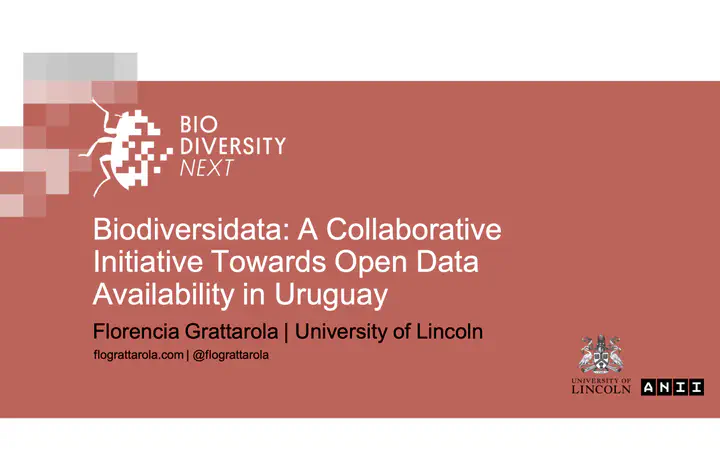 BIO
DIVERSITY
NEXT
Biodiversidata: A Collaborative
Initiative Towards Open Data
Availability in Uruguay
Florencia Grattarola | University of Lincoln
flograttarola.com | @flograttarola
UNIVERSITY OF
LINCOLN
ANII